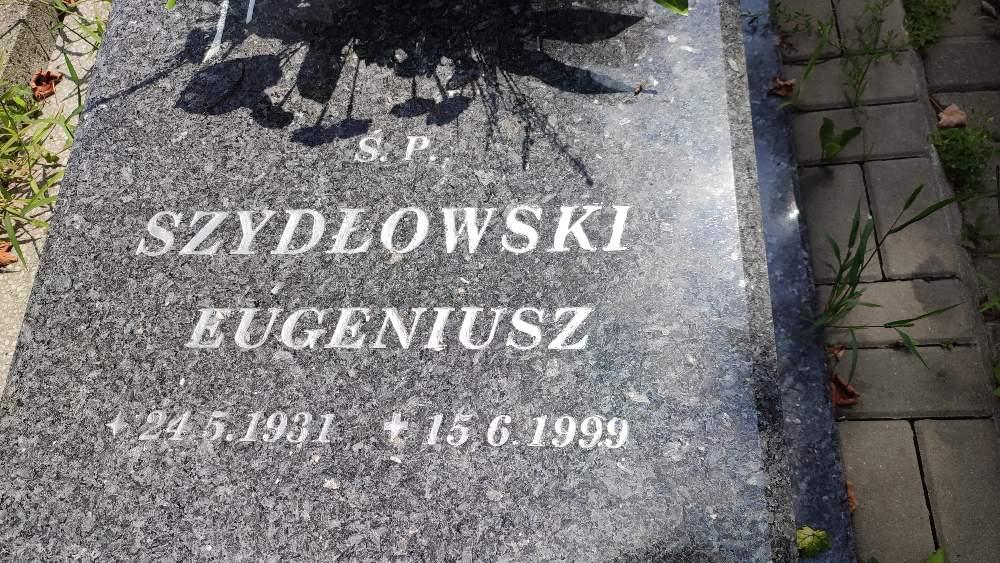 Ś. P.
SZYDŁOWSKI
EUGENIUSZ
✦ 24.5.1931 ✝ 15.6.1999